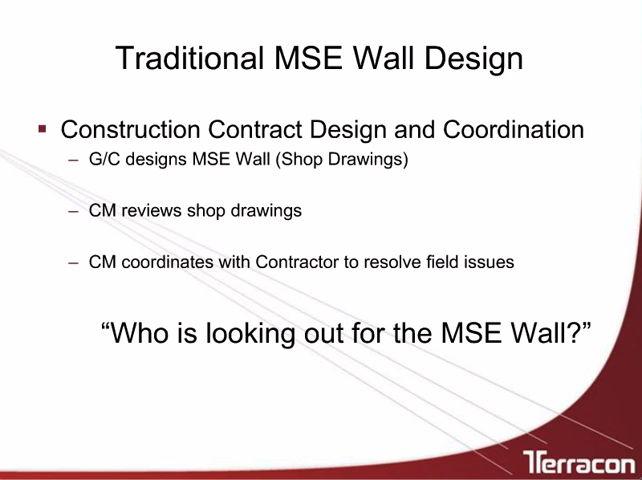 Traditional MSE Wall Design
▪ Construction Contract Design and Coordination
– G/C designs MSE Wall (Shop Drawings)
– CM reviews shop drawings
– CM coordinates with Contractor to resolve field issues
“Who is looking out for the MSE Wall?”
Terracon